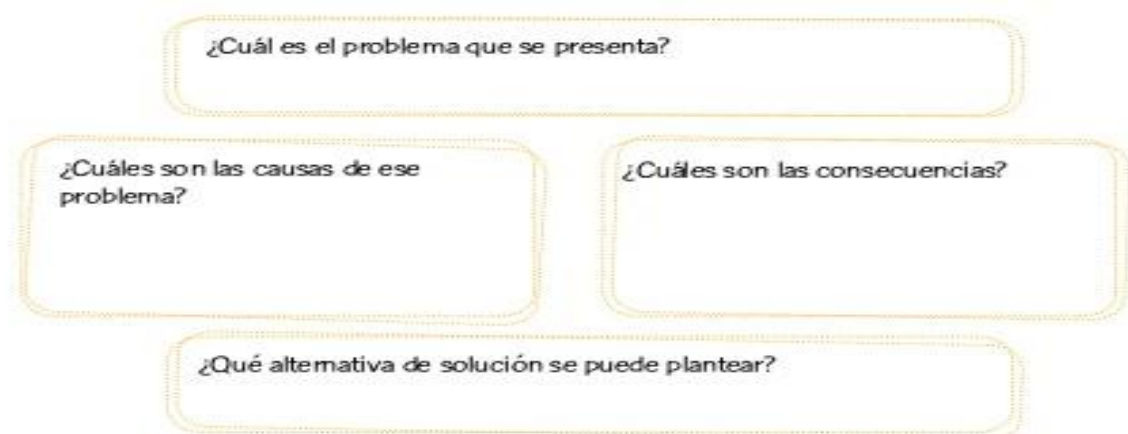 ¿Cuál es el problema que se presenta?
¿Cuáles son las causas de ese
problema?
¿Cuáles son las consecuencias?
¿Qué alternativa de solución se puede plantear?